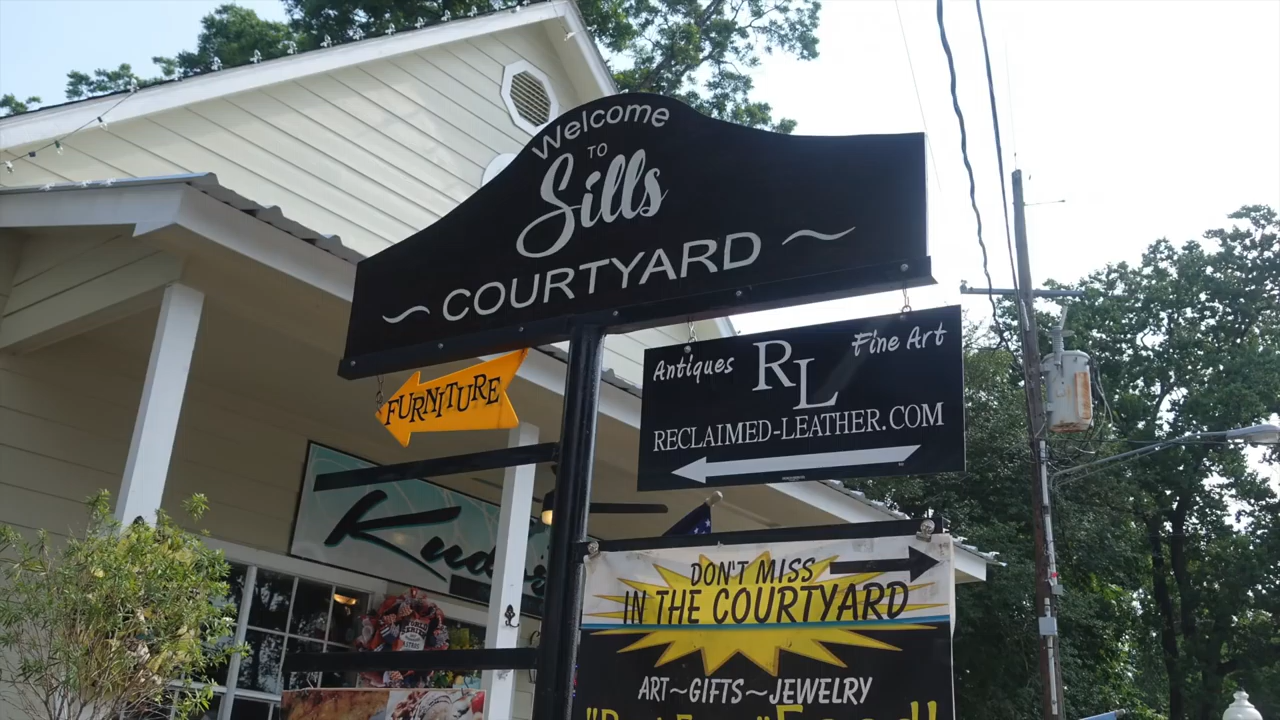 Welcome
TO
Sills
~ COURTYARD ~
FURNITURE
Antiques RL Fine Art
RECLAIMED-LEATHER.COM
DON'T MISS
IN THE COURTYARD
ART~GIFTS~JEWELRY